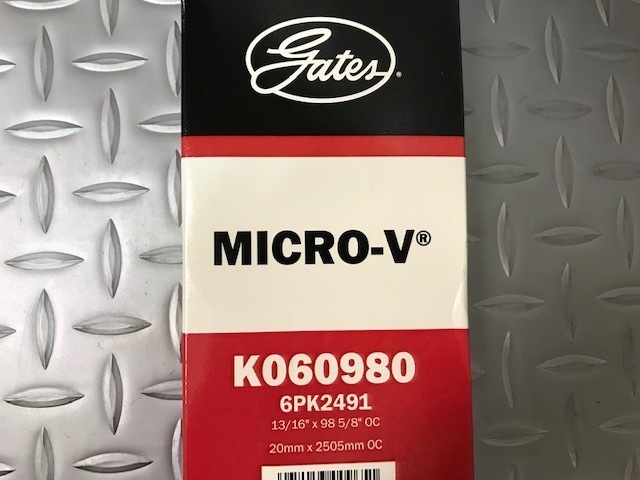 Gates®
MICRO-V®
K060980
6PK2491
13/16" x 98 5/8" OC
20mm x 2505mm OC